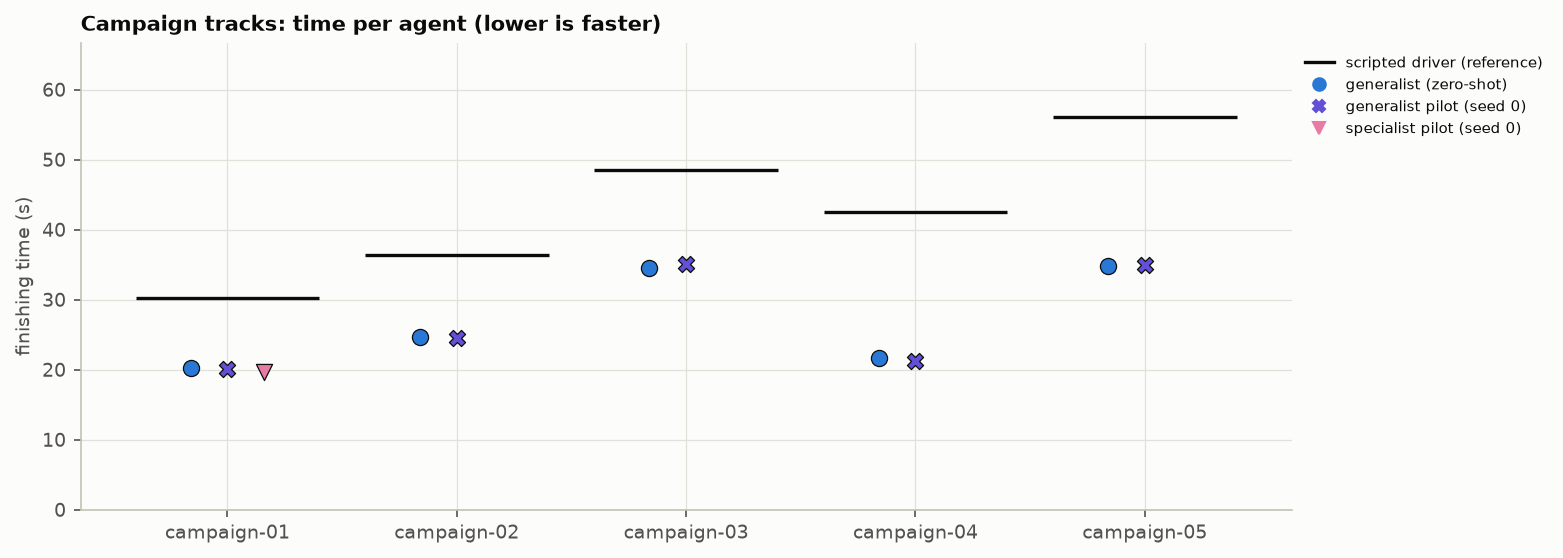 Campaign tracks: time per agent (lower is faster)
scripted driver (reference)
generalist (zero-shot)
generalist pilot (seed 0)
specialist pilot (seed 0)
finishing time (s)
60
50
40
30
20
10
0
campaign-01 campaign-02 campaign-03 campaign-04 campaign-05